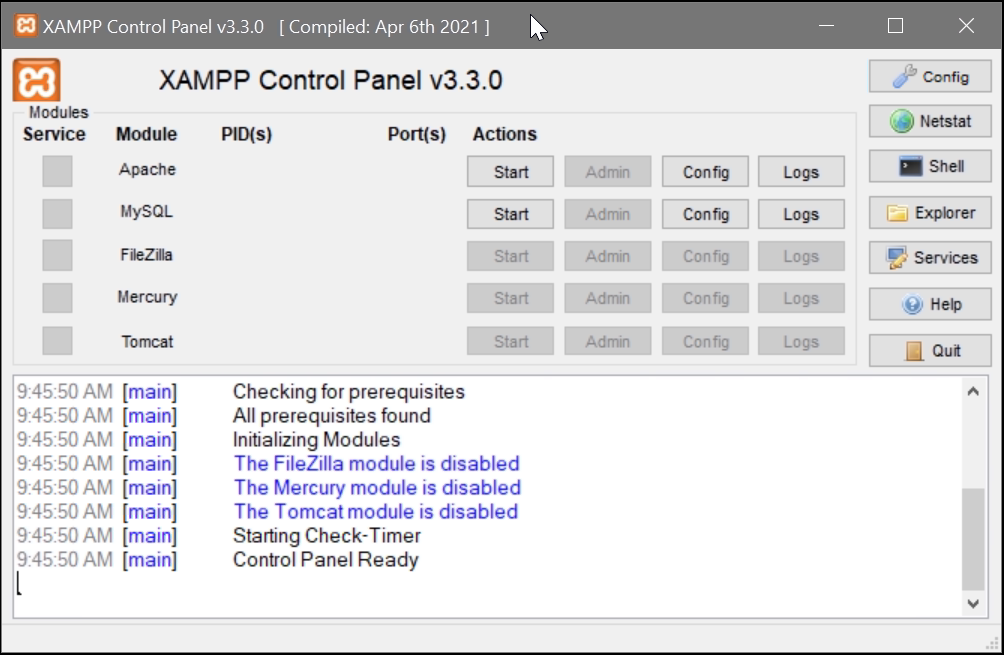 XAMPP Control Panel v3.3.0 [ Compiled: Apr 6th 2021 ]
XAMPP Control Panel v3.3.0
Config
Modules
Service Module PID(s) Port(s) Actions
Netstat
Apache Start Admin Config Logs
Shell
MySQL Start Admin Config Logs
Explorer
FileZilla Start Admin Config Logs
Services
Mercury Start Admin Config Logs
Help
Tomcat Start Admin Config Logs
Quit
9:45:50 AM [main] Checking for prerequisites
9:45:50 AM [main] All prerequisites found
9:45:50 AM [main] Initializing Modules
9:45:50 AM [main] The FileZilla module is disabled
9:45:50 AM [main] The Mercury module is disabled
9:45:50 AM [main] The Tomcat module is disabled
9:45:50 AM [main] Starting Check-Timer
9:45:50 AM [main] Control Panel Ready